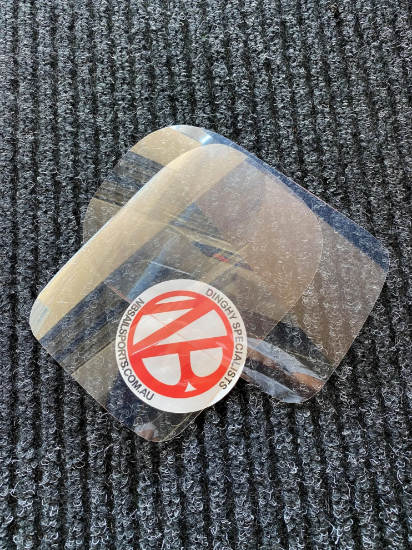 DINGHY SPECIALISTS
NB
NBSAILSPORTS.COM.AU